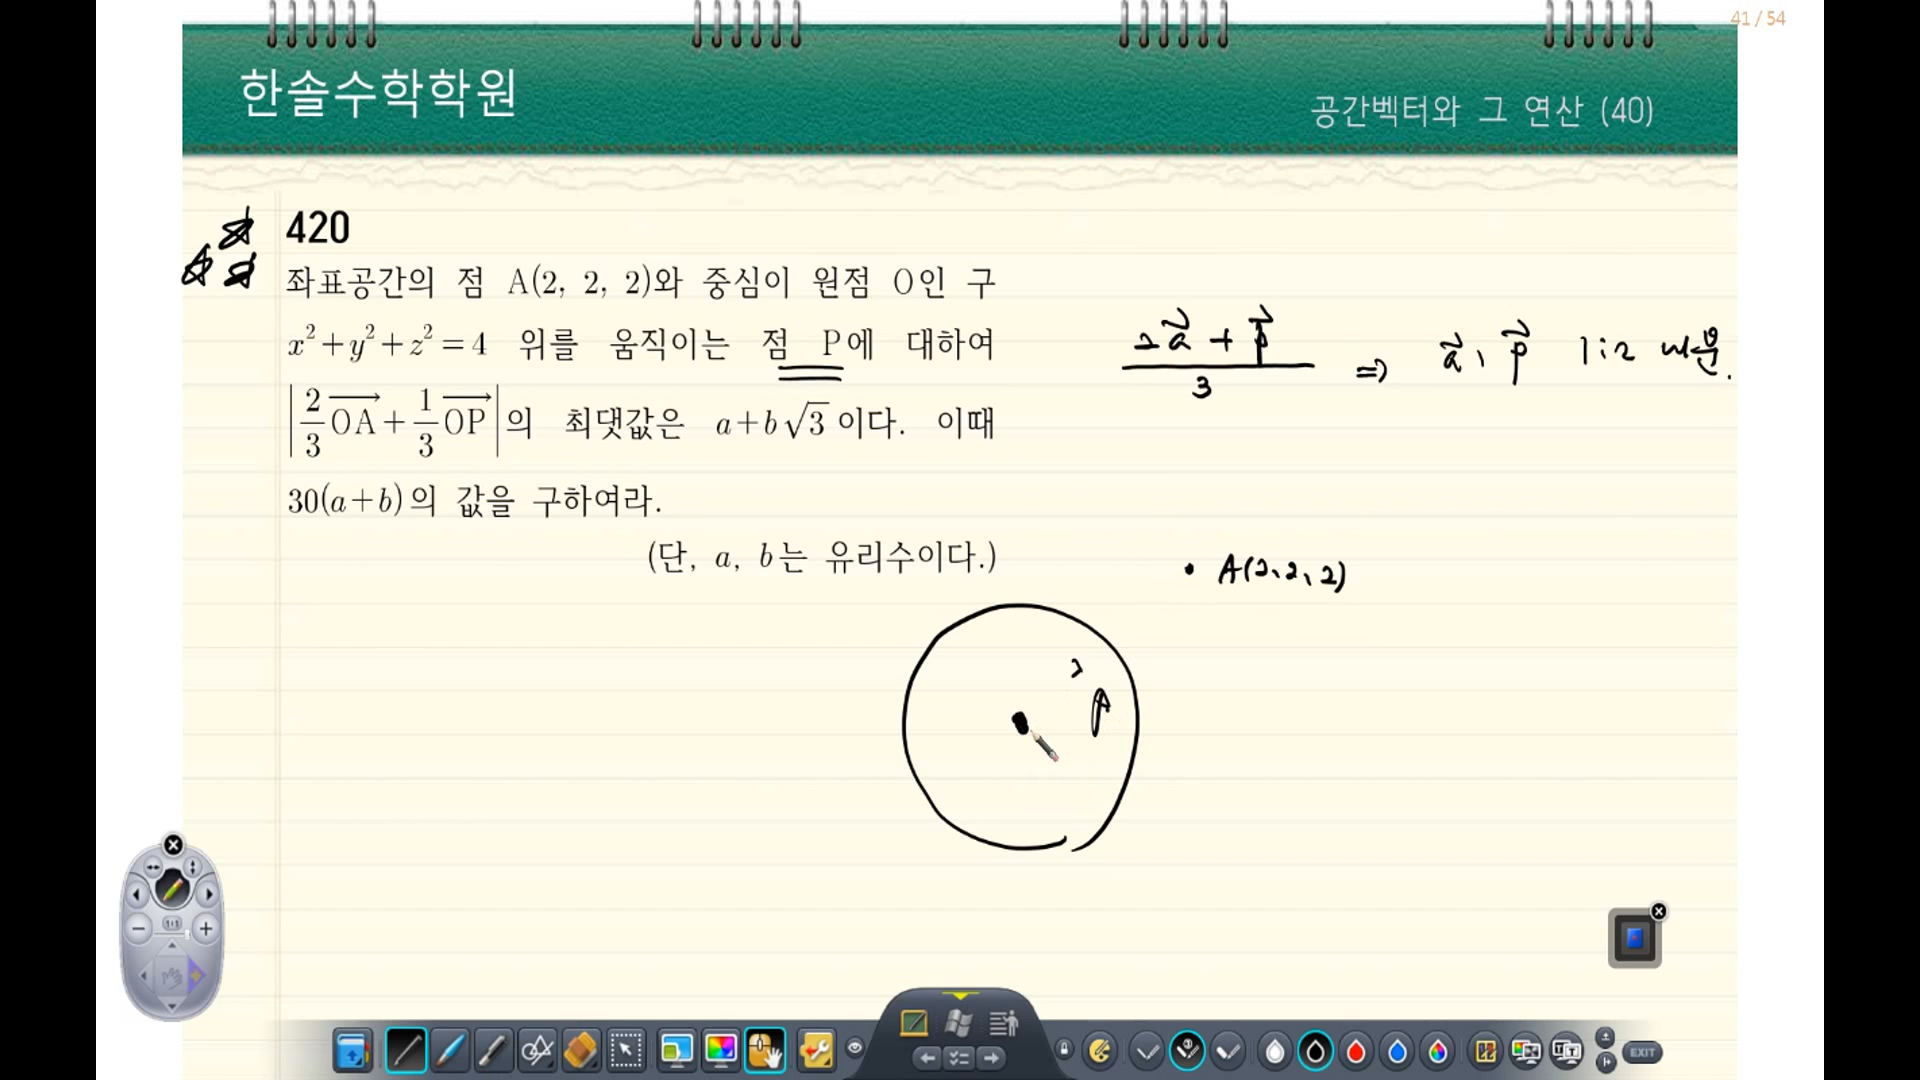 41 / 54
한솔수학학원
공간벡터와 그 연산 (40)
420
좌표공간의 점 A(2, 2, 2)와 중심이 원점 O인 구
x²+y²+z²=4 위를 움직이는 점 P에 대하여
|2/3 OA→ + 1/3 OP→|의 최댓값은 a+b√3 이다. 이때
30(a+b)의 값을 구하여라.
(단, a, b는 유리수이다.)
(2a→ + p→)/3 ⇒ a→, p→ 1:2 내분.
A(2, 2, 2)
2
P
1:1
EXIT